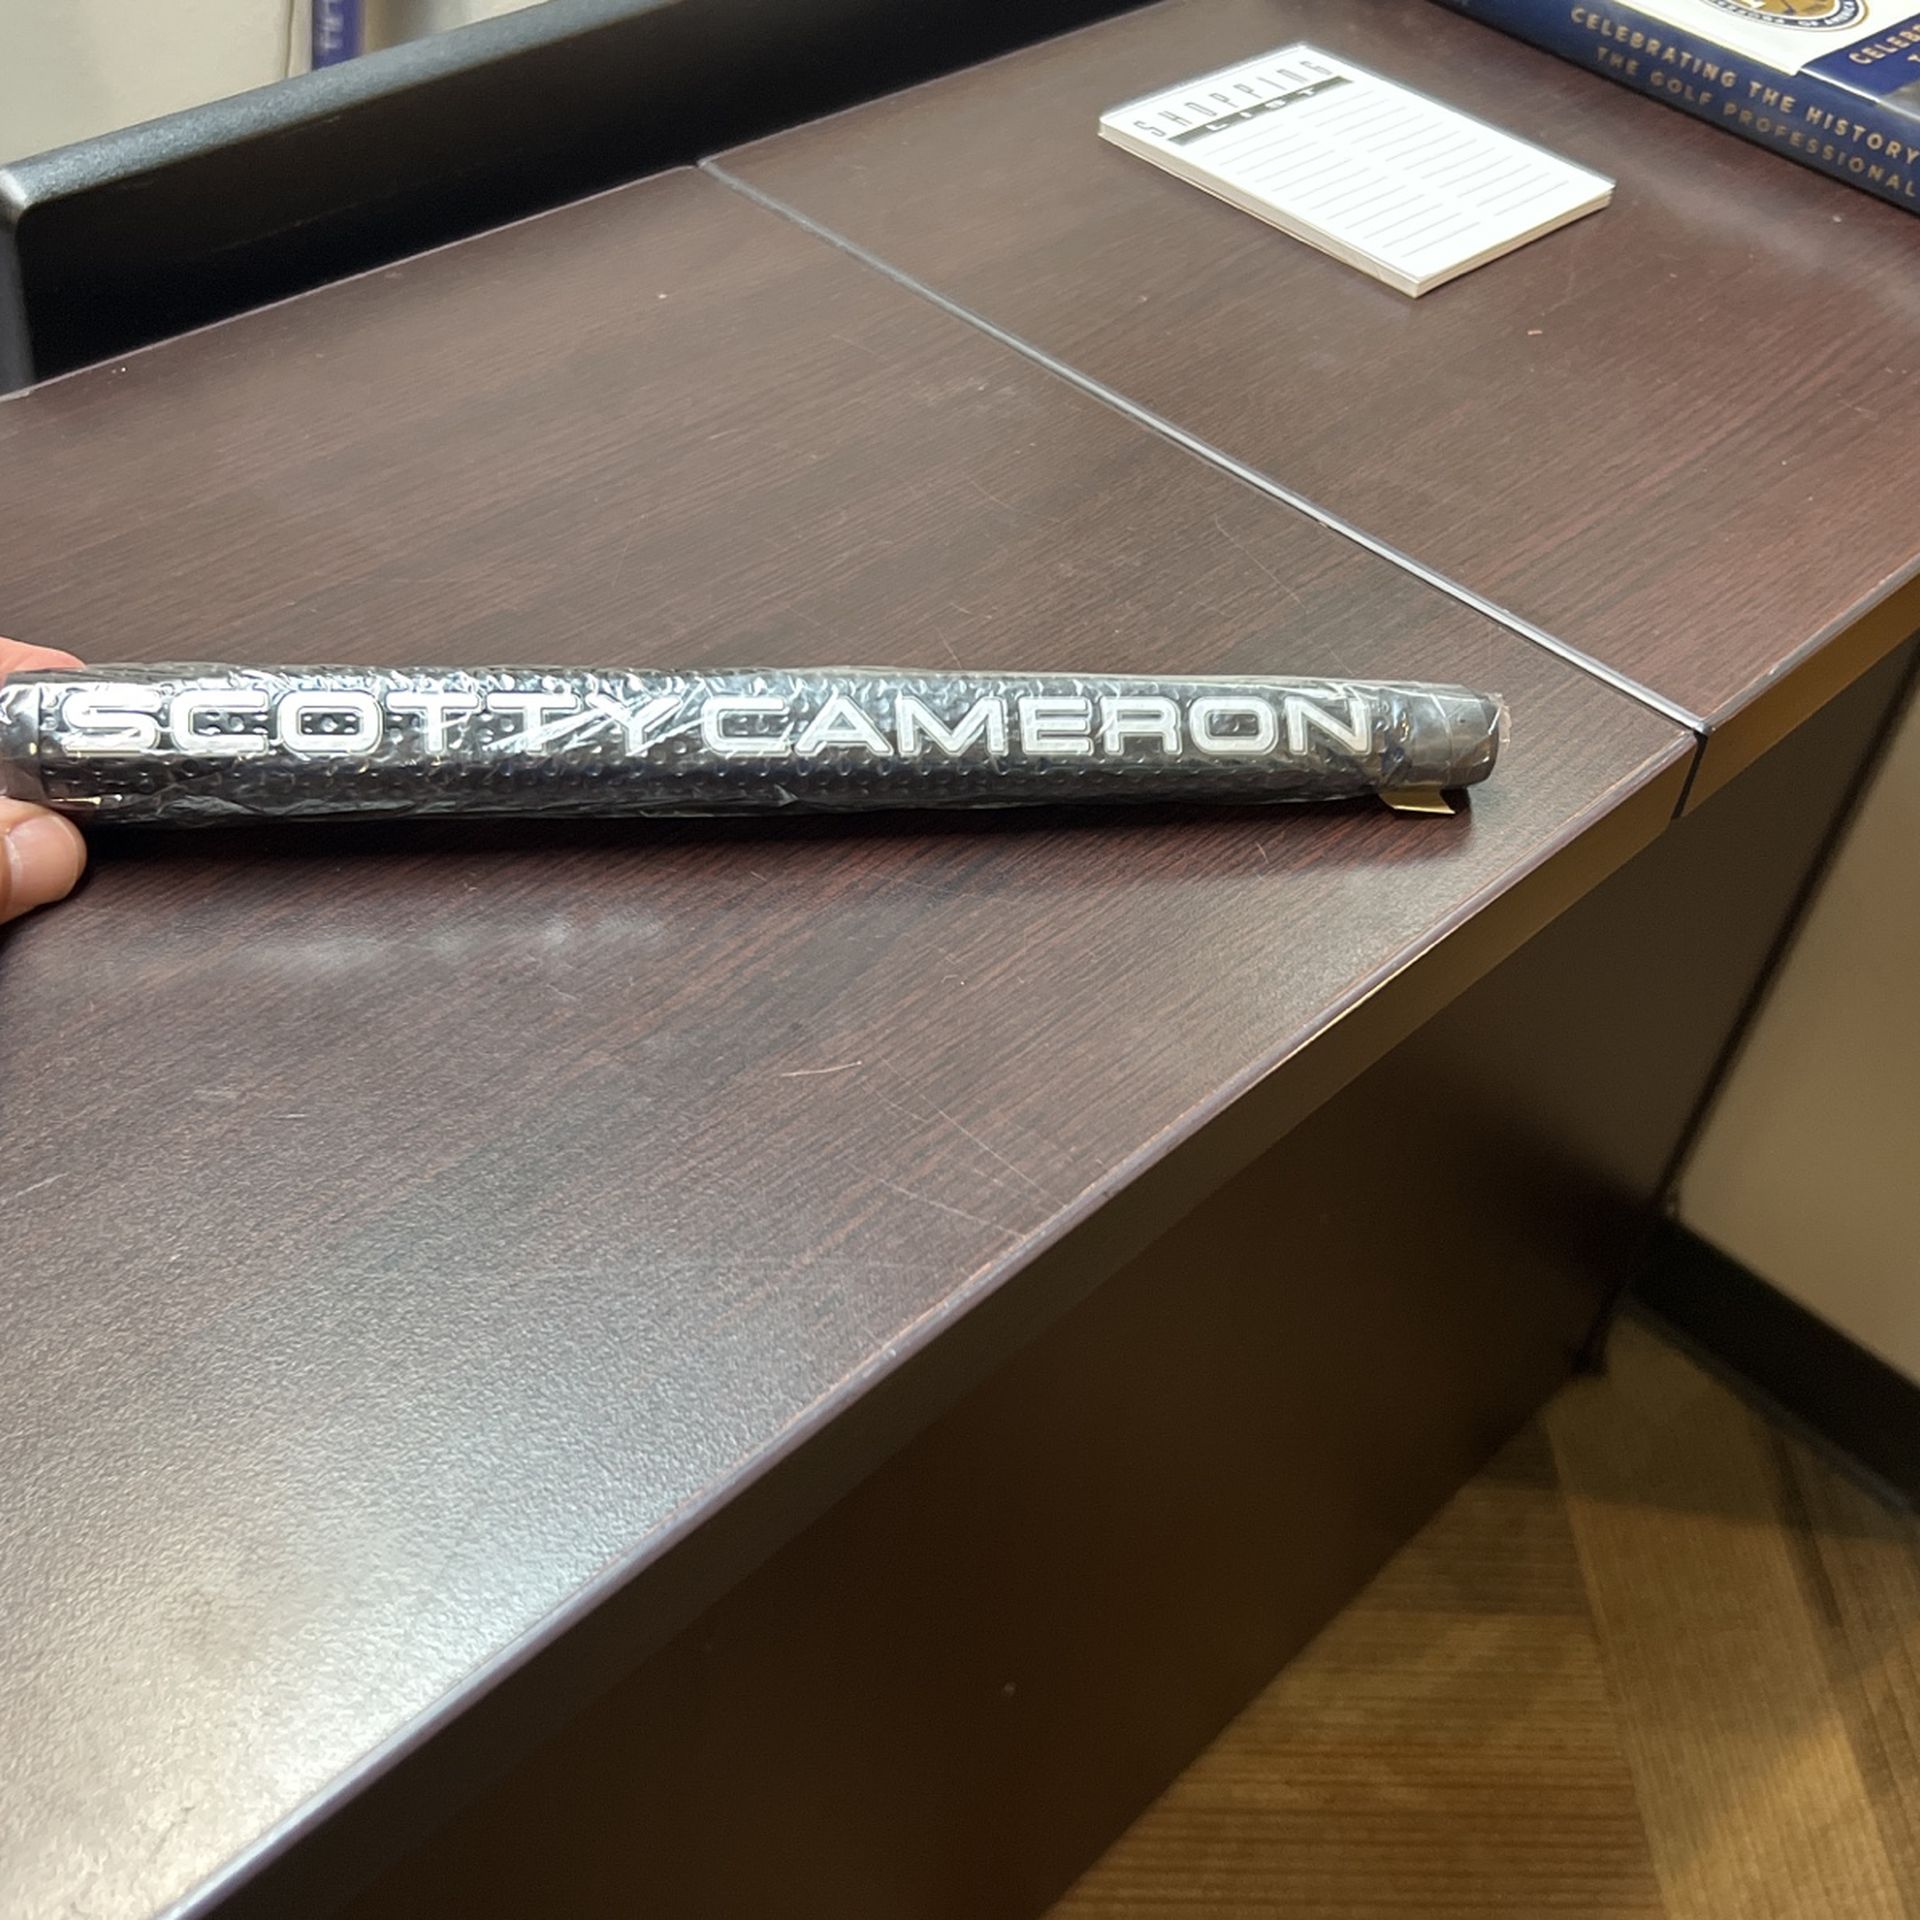 SHOPPING
LIST
CELEBRATING THE HISTORY
THE GOLF PROFESSIONAL
SCOTTY CAMERON